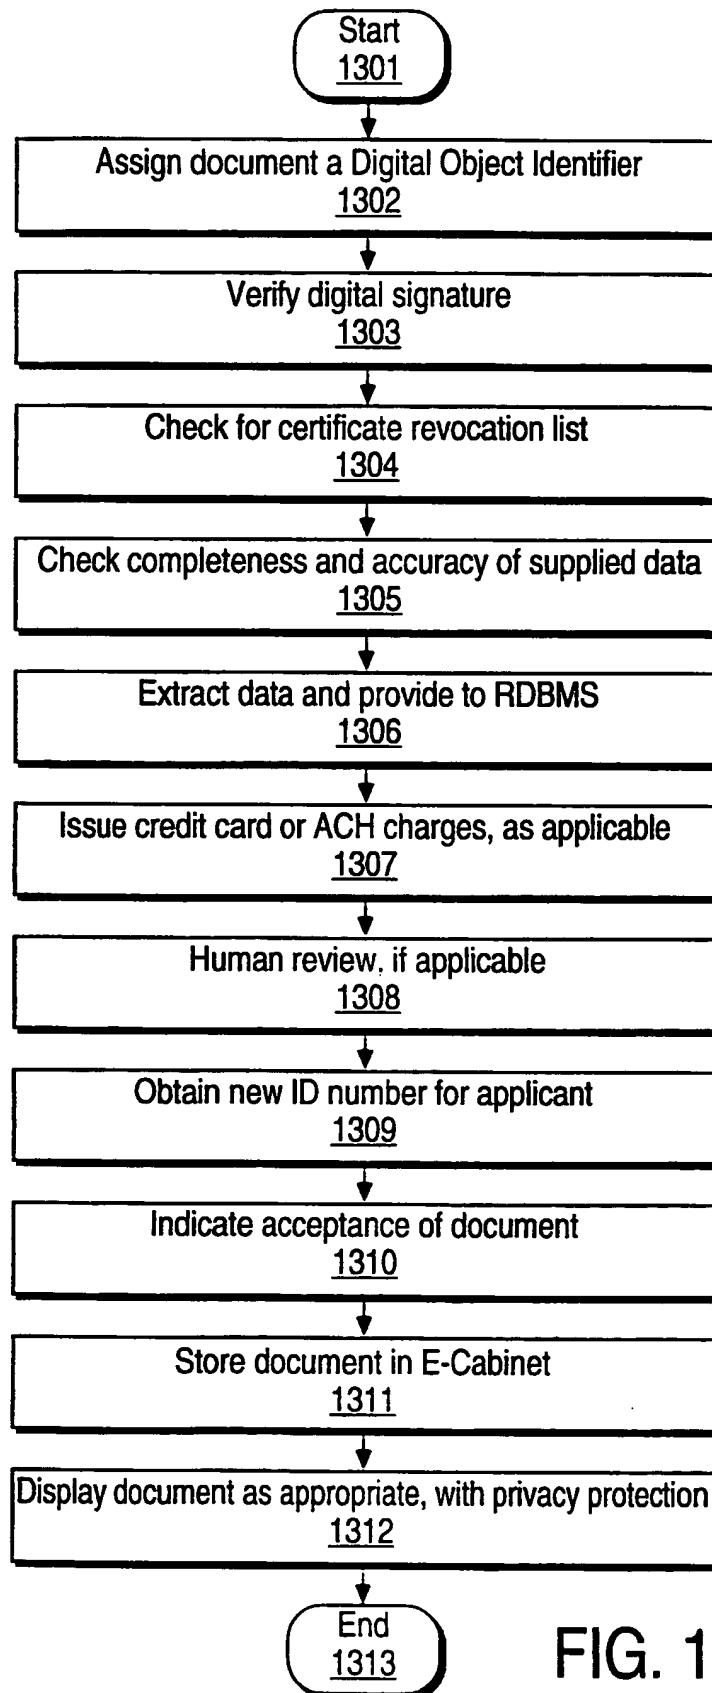 Start
1301
Assign document a Digital Object Identifier
1302
Verify digital signature
1303
Check for certificate revocation list
1304
Check completeness and accuracy of supplied data
1305
Extract data and provide to RDBMS
1306
Issue credit card or ACH charges, as applicable
1307
Human review, if applicable
1308
Obtain new ID number for applicant
1309
Indicate acceptance of document
1310
Store document in E-Cabinet
1311
Display document as appropriate, with privacy protection
1312
End
1313
FIG. 1